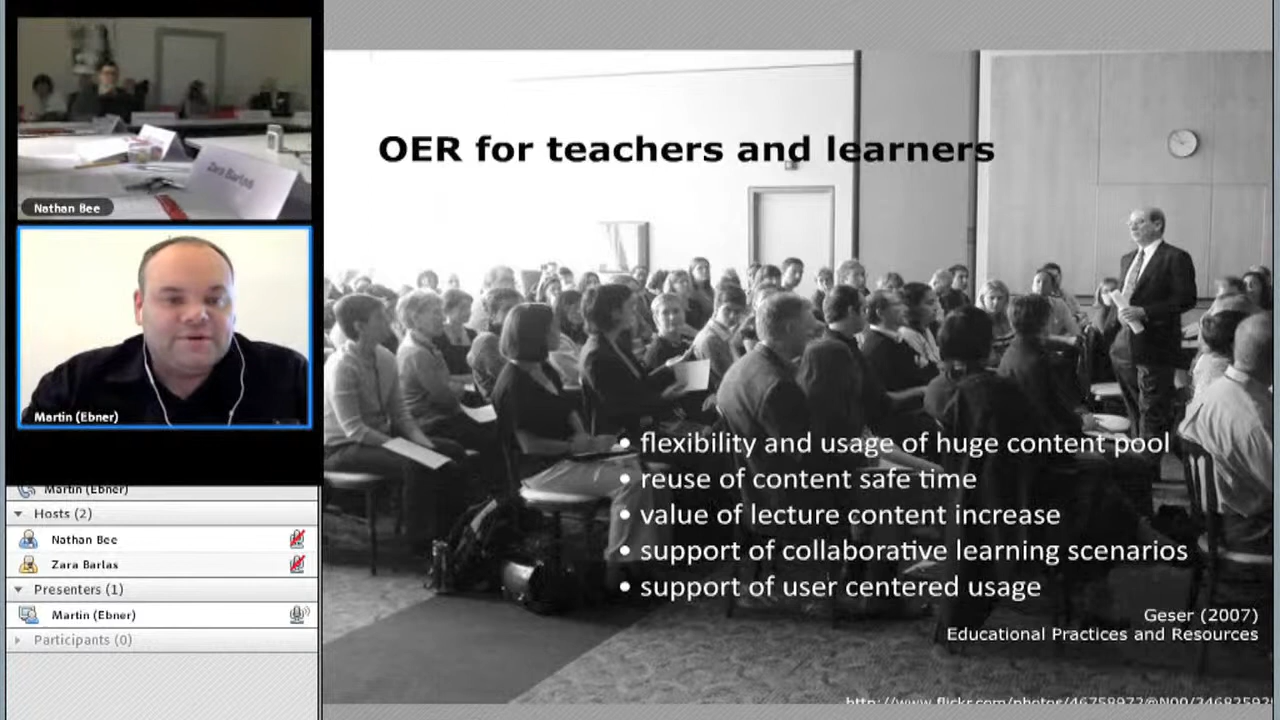 Zara Barlas
Nathan Bee
Martin (Ebner)
Martin (Ebner)
Hosts (2)
Nathan Bee
Zara Barlas
Presenters (1)
Martin (Ebner)
Participants (0)
OER for teachers and learners
• flexibility and usage of huge content pool
• reuse of content safe time
• value of lecture content increase
• support of collaborative learning scenarios
• support of user centered usage
Geser (2007)
Educational Practices and Resources